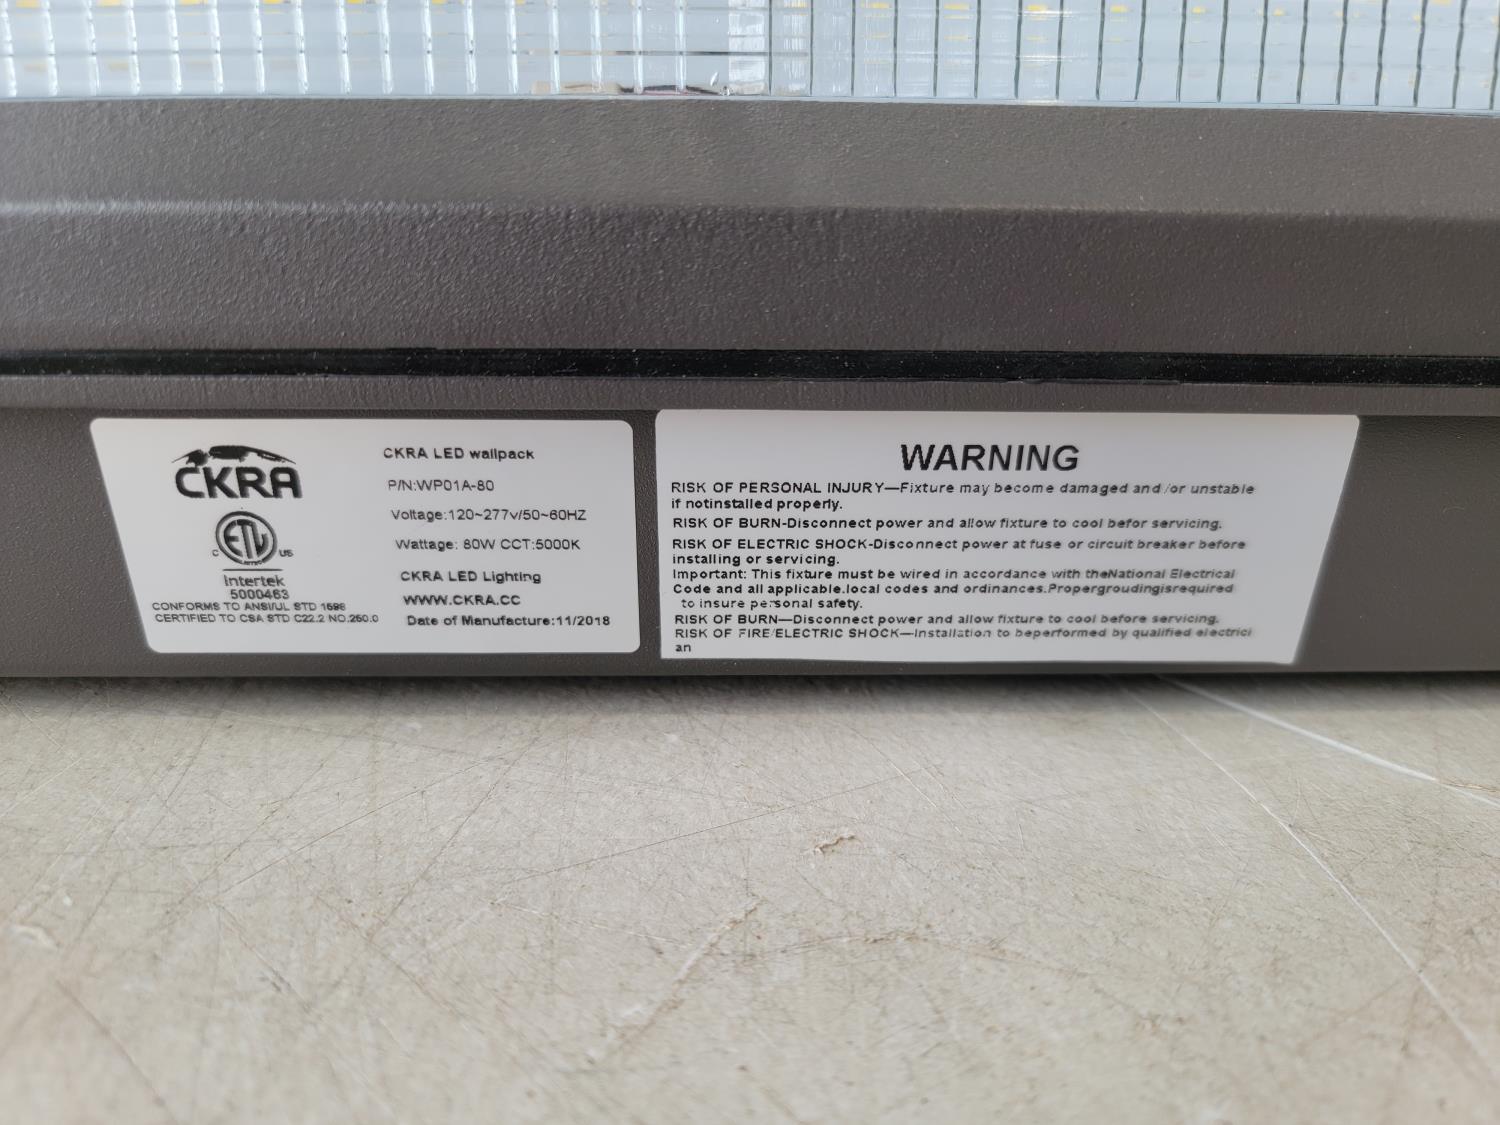 CKRA
C ETL US
LISTED
Intertek
5000463
CONFORMS TO ANSI/UL STD 1598
CERTIFIED TO CSA STD C22.2 NO.250.0
CKRA LED wallpack
P/N:WP01A-80
Voltage:120~277v/50~60HZ
Wattage: 80W CCT:5000K
CKRA LED Lighting
WWW.CKRA.CC
Date of Manufacture:11/2018
WARNING
RISK OF PERSONAL INJURY—Fixture may become damaged and /or unstable
if notinstalled properly.
RISK OF BURN-Disconnect power and allow fixture to cool befor servicing.
RISK OF ELECTRIC SHOCK-Disconnect power at fuse or circuit breaker before
installing or servicing.
Important: This fixture must be wired in accordance with theNational Electrical
Code and all applicable.local codes and ordinances.Propergroudingisrequired
to insure personal safety.
RISK OF BURN—Disconnect power and allow fixture to cool before servicing.
RISK OF FIRE/ELECTRIC SHOCK—Installation to beperformed by qualified electrici
an